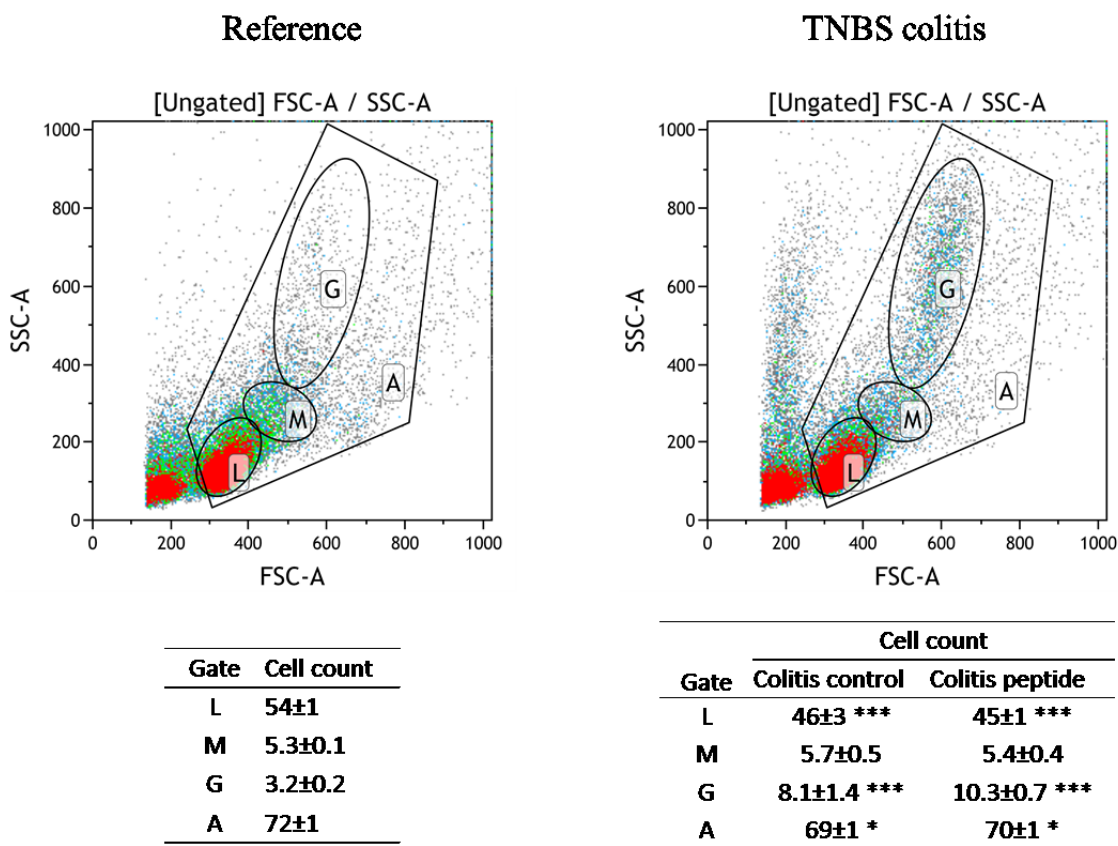 Reference
TNBS colitis
[Ungated] FSC-A / SSC-A
1000
800
600
400
200
0
SSC-A
G
A
M
L
0 200 400 600 800 1000
FSC-A
[Ungated] FSC-A / SSC-A
1000
800
600
400
200
0
SSC-A
G
A
M
L
0 200 400 600 800 1000
FSC-A
Gate Cell count
L 54±1
M 5.3±0.1
G 3.2±0.2
A 72±1
Cell count
Gate Colitis control Colitis peptide
L 46±3 *** 45±1 ***
M 5.7±0.5 5.4±0.4
G 8.1±1.4 *** 10.3±0.7 ***
A 69±1 * 70±1 *